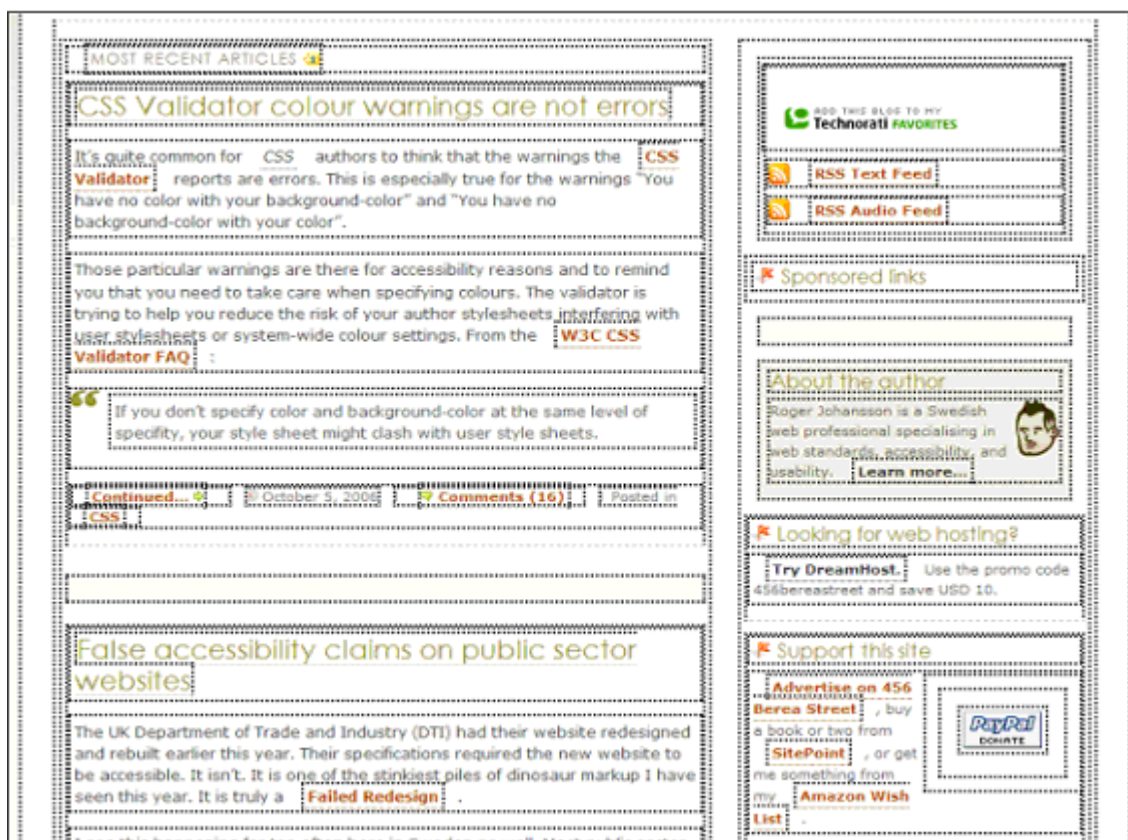 MOST RECENT ARTICLES
CSS Validator colour warnings are not errors
It's quite common for CSS authors to think that the warnings the CSS
Validator reports are errors. This is especially true for the warnings "You
have no color with your background-color" and "You have no
background-color with your color".
Those particular warnings are there for accessibility reasons and to remind
you that you need to take care when specifying colours. The validator is
trying to help you reduce the risk of your author stylesheets interfering with
user stylesheets or system-wide colour settings. From the W3C CSS
Validator FAQ :
“ If you don't specify color and background-color at the same level of
specifity, your style sheet might clash with user style sheets.
Continued... October 5, 2006 Comments (16) Posted in
CSS
False accessibility claims on public sector
websites
The UK Department of Trade and Industry (DTI) had their website redesigned
and rebuilt earlier this year. Their specifications required the new website to
be accessible. It isn't. It is one of the stinkiest piles of dinosaur markup I have
seen this year. It is truly a Failed Redesign .
ADD THIS BLOG TO MY
Technorati FAVORITES
RSS Text Feed
RSS Audio Feed
Sponsored links
About the author
Roger Johansson is a Swedish
web professional specialising in
web standards, accessibility, and
usability. Learn more...
Looking for web hosting?
Try DreamHost. Use the promo code
456bereastreet and save USD 10.
Support this site
Advertise on 456
Berea Street , buy
a book or two from
SitePoint , or get
me something from
my Amazon Wish
List .
PayPal
DONATE